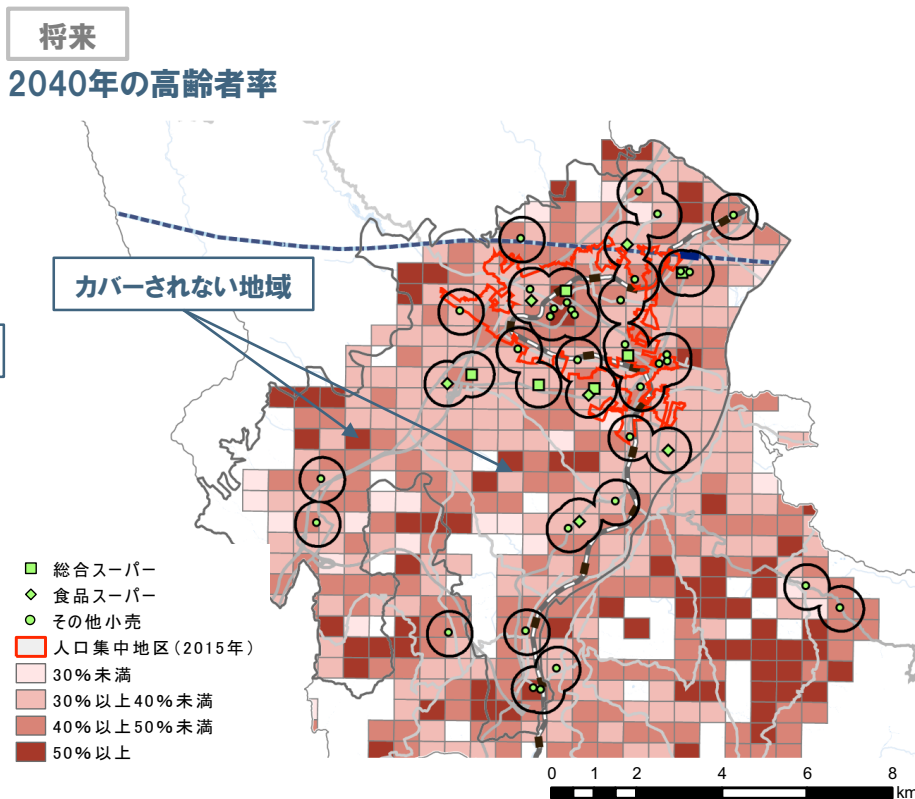 将来
2040年の高齢者率
カバーされない地域
総合スーパー
食品スーパー
その他小売
人口集中地区(2015年)
30%未満
30%以上40%未満
40%以上50%未満
50%以上
0 1 2 4 6 8
km